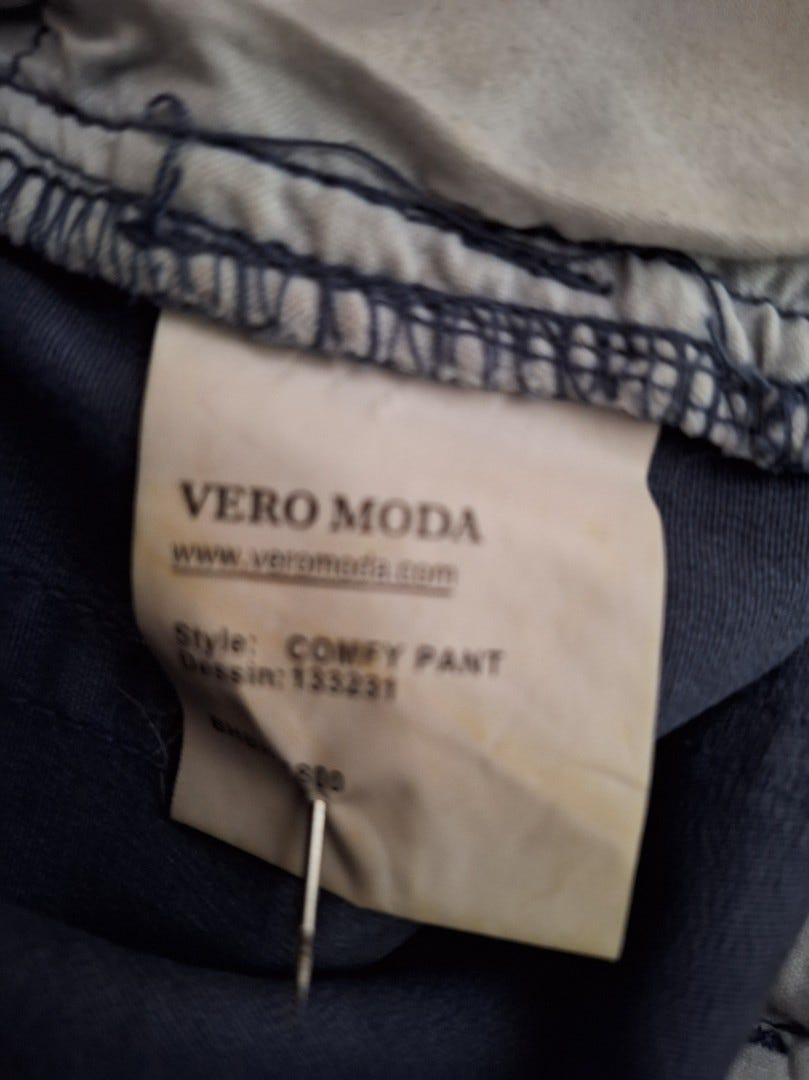 VERO MODA
www.veromoda.com
Style: COMFY PANT
Dessin: 133231